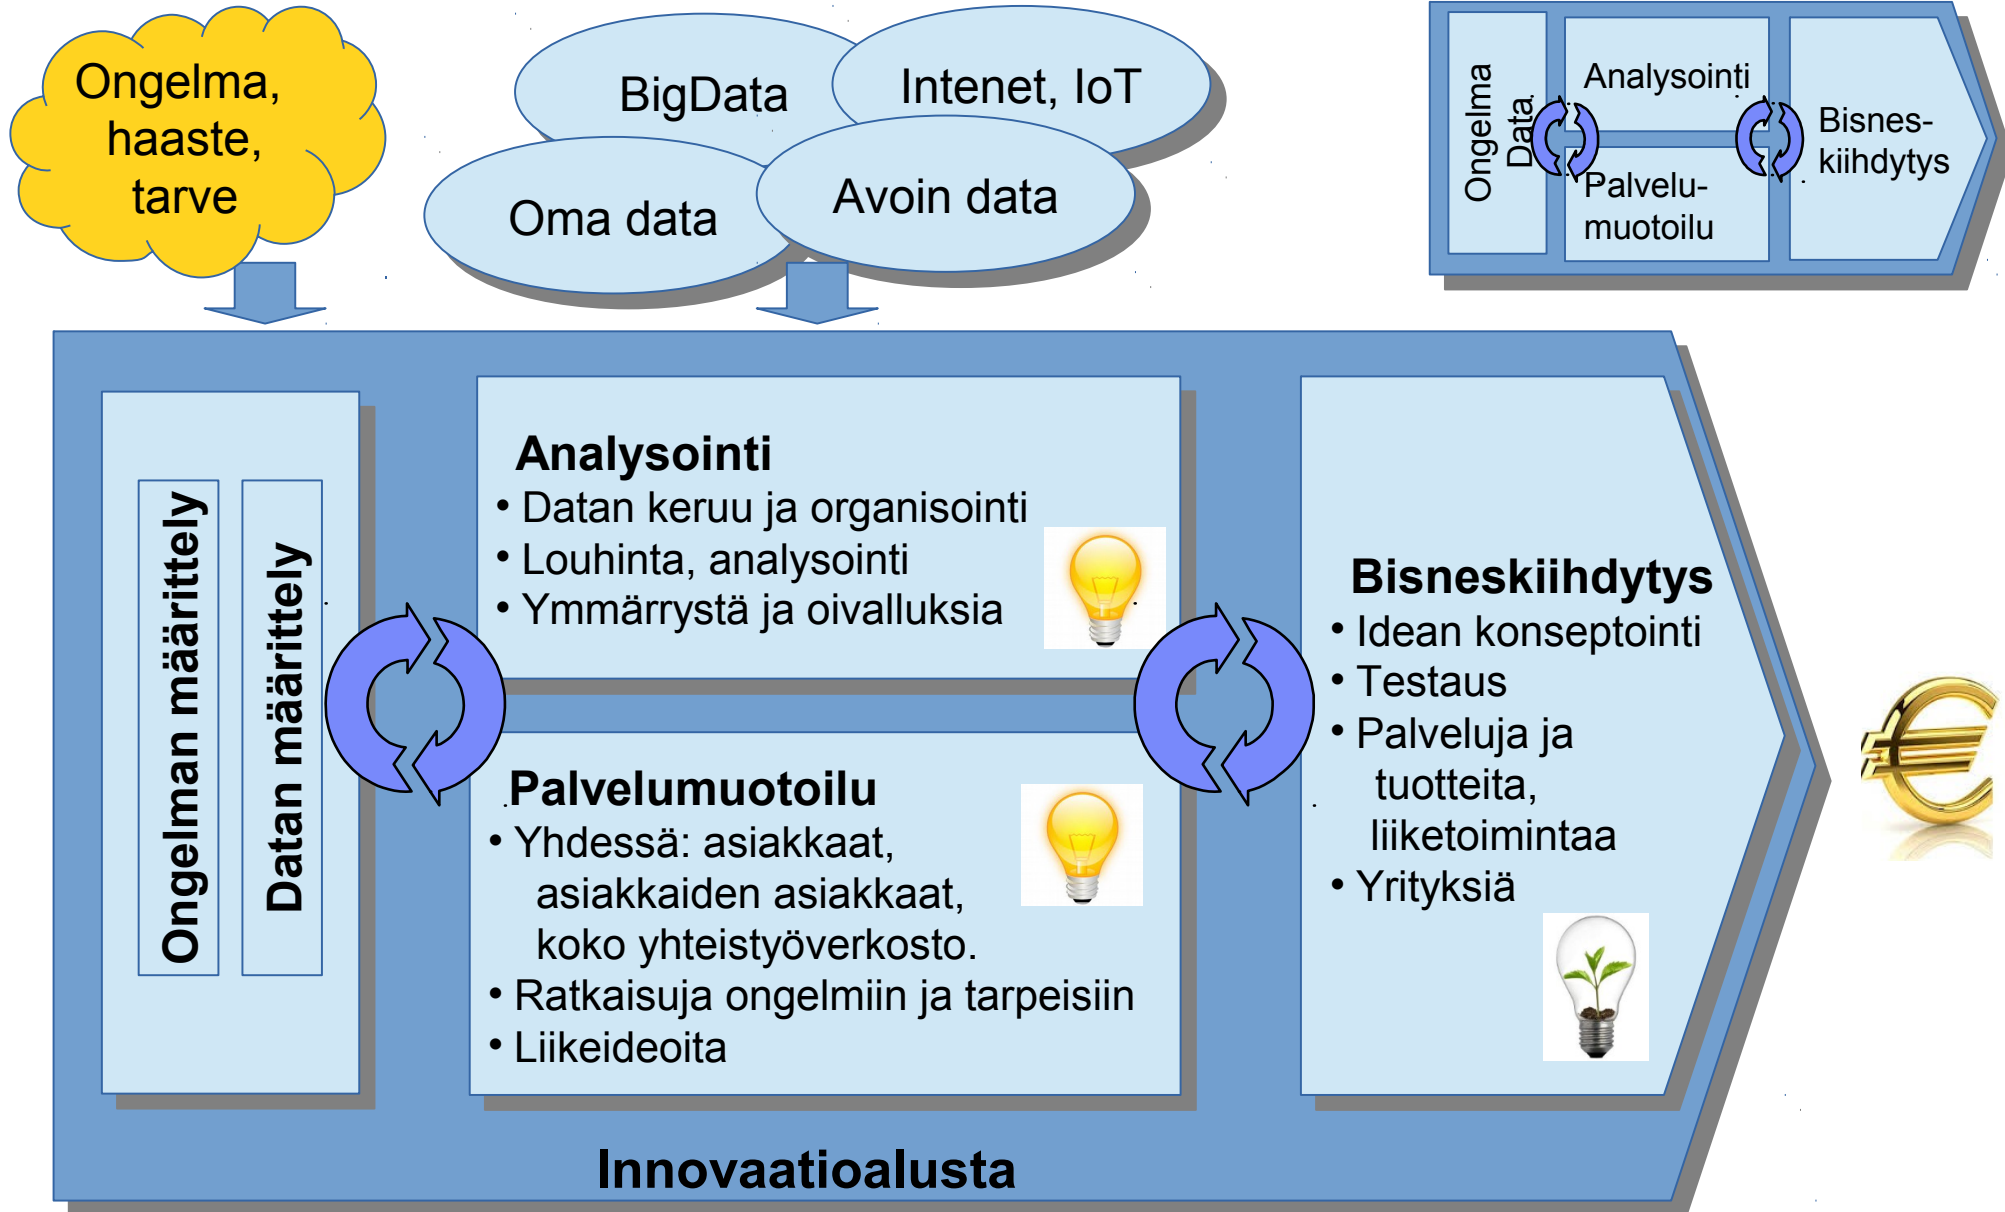 Ongelma,
haaste,
tarve
BigData
Intenet, IoT
Oma data
Avoin data
Ongelma
Data,
Analysointi
Palvelu-
muotoilu
Bisnes-
kiihdytys
Ongelman määrittely
Datan määrittely
Analysointi
• Datan keruu ja organisointi
• Louhinta, analysointi
• Ymmärrystä ja oivalluksia
Palvelumuotoilu
• Yhdessä: asiakkaat,
asiakkaiden asiakkaat,
koko yhteistyöverkosto.
• Ratkaisuja ongelmiin ja tarpeisiin
• Liikeideoita
Bisneskiihdytys
• Idean konseptointi
• Testaus
• Palveluja ja
tuotteita,
liiketoimintaa
• Yrityksiä
€
Innovaatioalusta